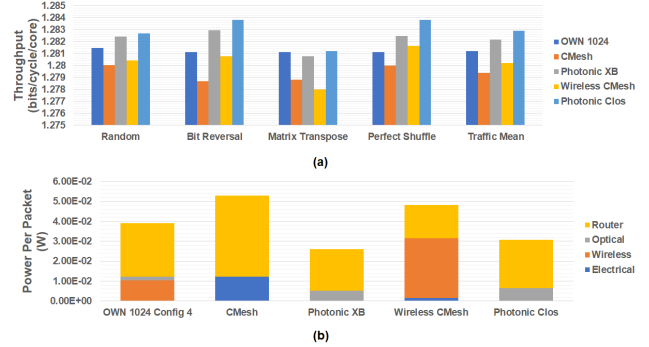 Throughput
(bits/cycle/core)
1.285
1.284
1.283
1.282
1.281
1.28
1.279
1.278
1.277
1.276
1.275
Random
Bit Reversal
Matrix Transpose
Perfect Shuffle
Traffic Mean
OWN 1024
CMesh
Photonic XB
Wireless CMesh
Photonic Clos
(a)
Power Per Packet
(W)
6.00E-02
5.00E-02
4.00E-02
3.00E-02
2.00E-02
1.00E-02
0.00E+00
OWN 1024 Config 4
CMesh
Photonic XB
Wireless CMesh
Photonic Clos
Router
Optical
Wireless
Electrical
(b)